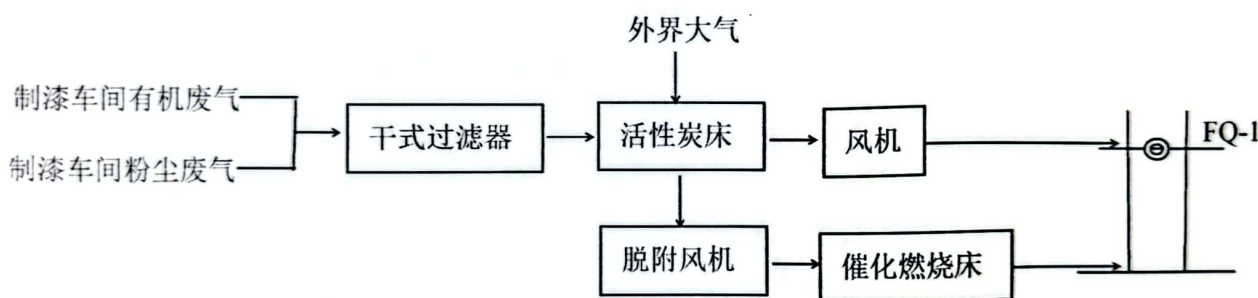 外界大气
制漆车间有机废气
制漆车间粉尘废气
干式过滤器
活性炭床
风机
FQ-1
脱附风机
催化燃烧床